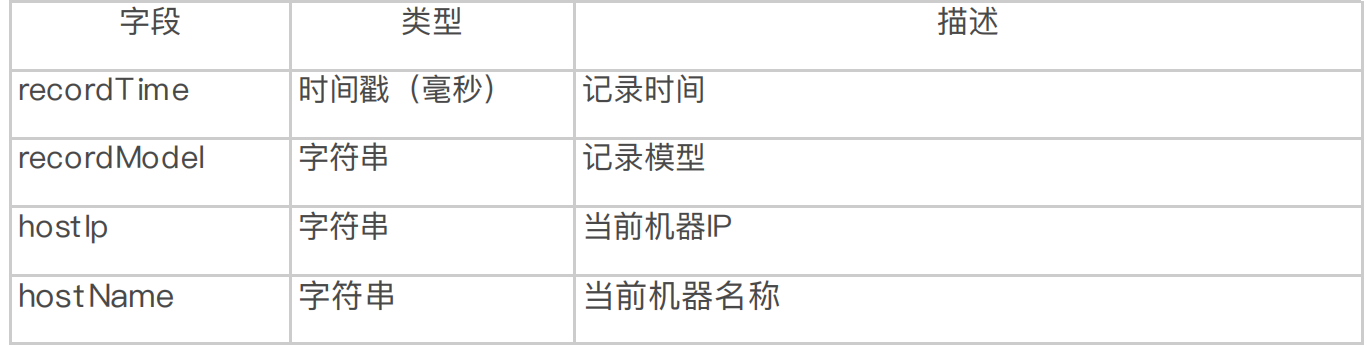 字段 类型 描述
recordTime 时间戳（毫秒） 记录时间
recordModel 字符串 记录模型
hostIp 字符串 当前机器IP
hostName 字符串 当前机器名称